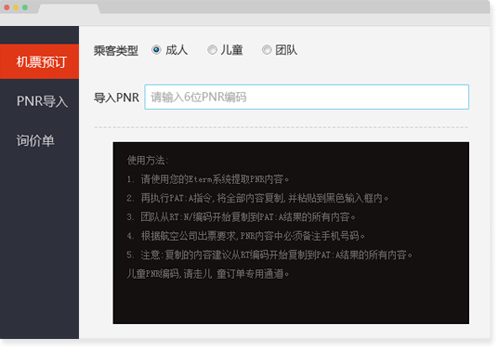 乘客类型 成人 儿童 团队
机票预订
导入PNR 请输入6位PNR编码
PNR导入
询价单
使用方法:
1. 请使用您的Eterm系统提取PNR内容。
2. 再执行PAT:A指令,将全部内容复制,并粘贴到黑色输入框内。
3. 团队从RT:N/编码开始复制到PAT:A结果的所有内容。
4. 根据航空公司出票要求,PNR内容中必须备注手机号码。
5. 注意:复制的内容建议从RT编码开始复制到PAT:A结果的所有内容。
儿童PNR编码,请走儿 童订单专用通道。